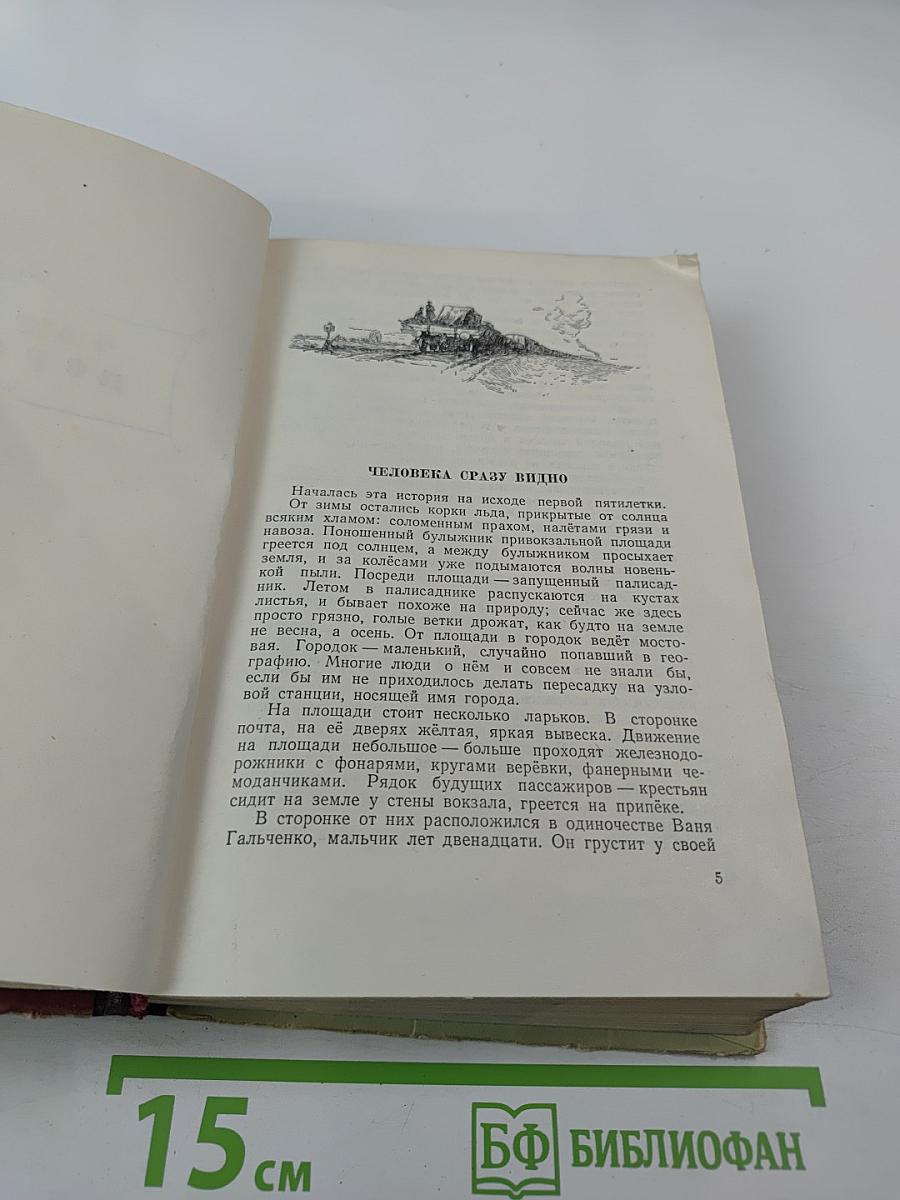 ЧЕЛОВЕКА СРАЗУ ВИДНО
Началась эта история на исходе первой пятилетки.
От зимы остались корки льда, прикрытые от солнца
всяким хламом: соломенным прахом, налётами грязи и
навоза. Поношенный булыжник привокзальной площади
греется под солнцем, а между булыжником просыхает
земля, и за колёсами уже подымаются волны новень-
кой пыли. Посреди площади — запущенный палисад-
ник. Летом в палисаднике распускаются на кустах
листья, и бывает похоже на природу; сейчас же здесь
просто грязно, голые ветки дрожат, как будто на земле
не весна, а осень. От площади в городок ведёт мосто-
вая. Городок — маленький, случайно попавший в гео-
графию. Многие люди о нём и совсем не знали бы,
если бы им не приходилось делать пересадку на узло-
вой станции, носящей имя города.
На площади стоит несколько ларьков. В сторонке
почта, на её дверях жёлтая, яркая вывеска. Движение
на площади небольшое — больше проходят железнодо-
рожники с фонарями, кругами верёвки, фанерными че-
моданчиками. Рядок будущих пассажиров — крестьян
сидит на земле у стены вокзала, греется на припёке.
В сторонке от них расположился в одиночестве Ваня
Гальченко, мальчик лет двенадцати. Он грустит у своей
5
15 см
БФ БИБЛИОФАН